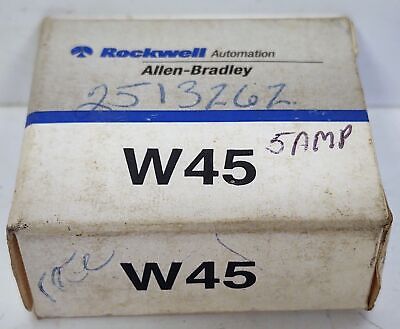 Rockwell Automation
Allen-Bradley
2513262
5AMP
W45
W45